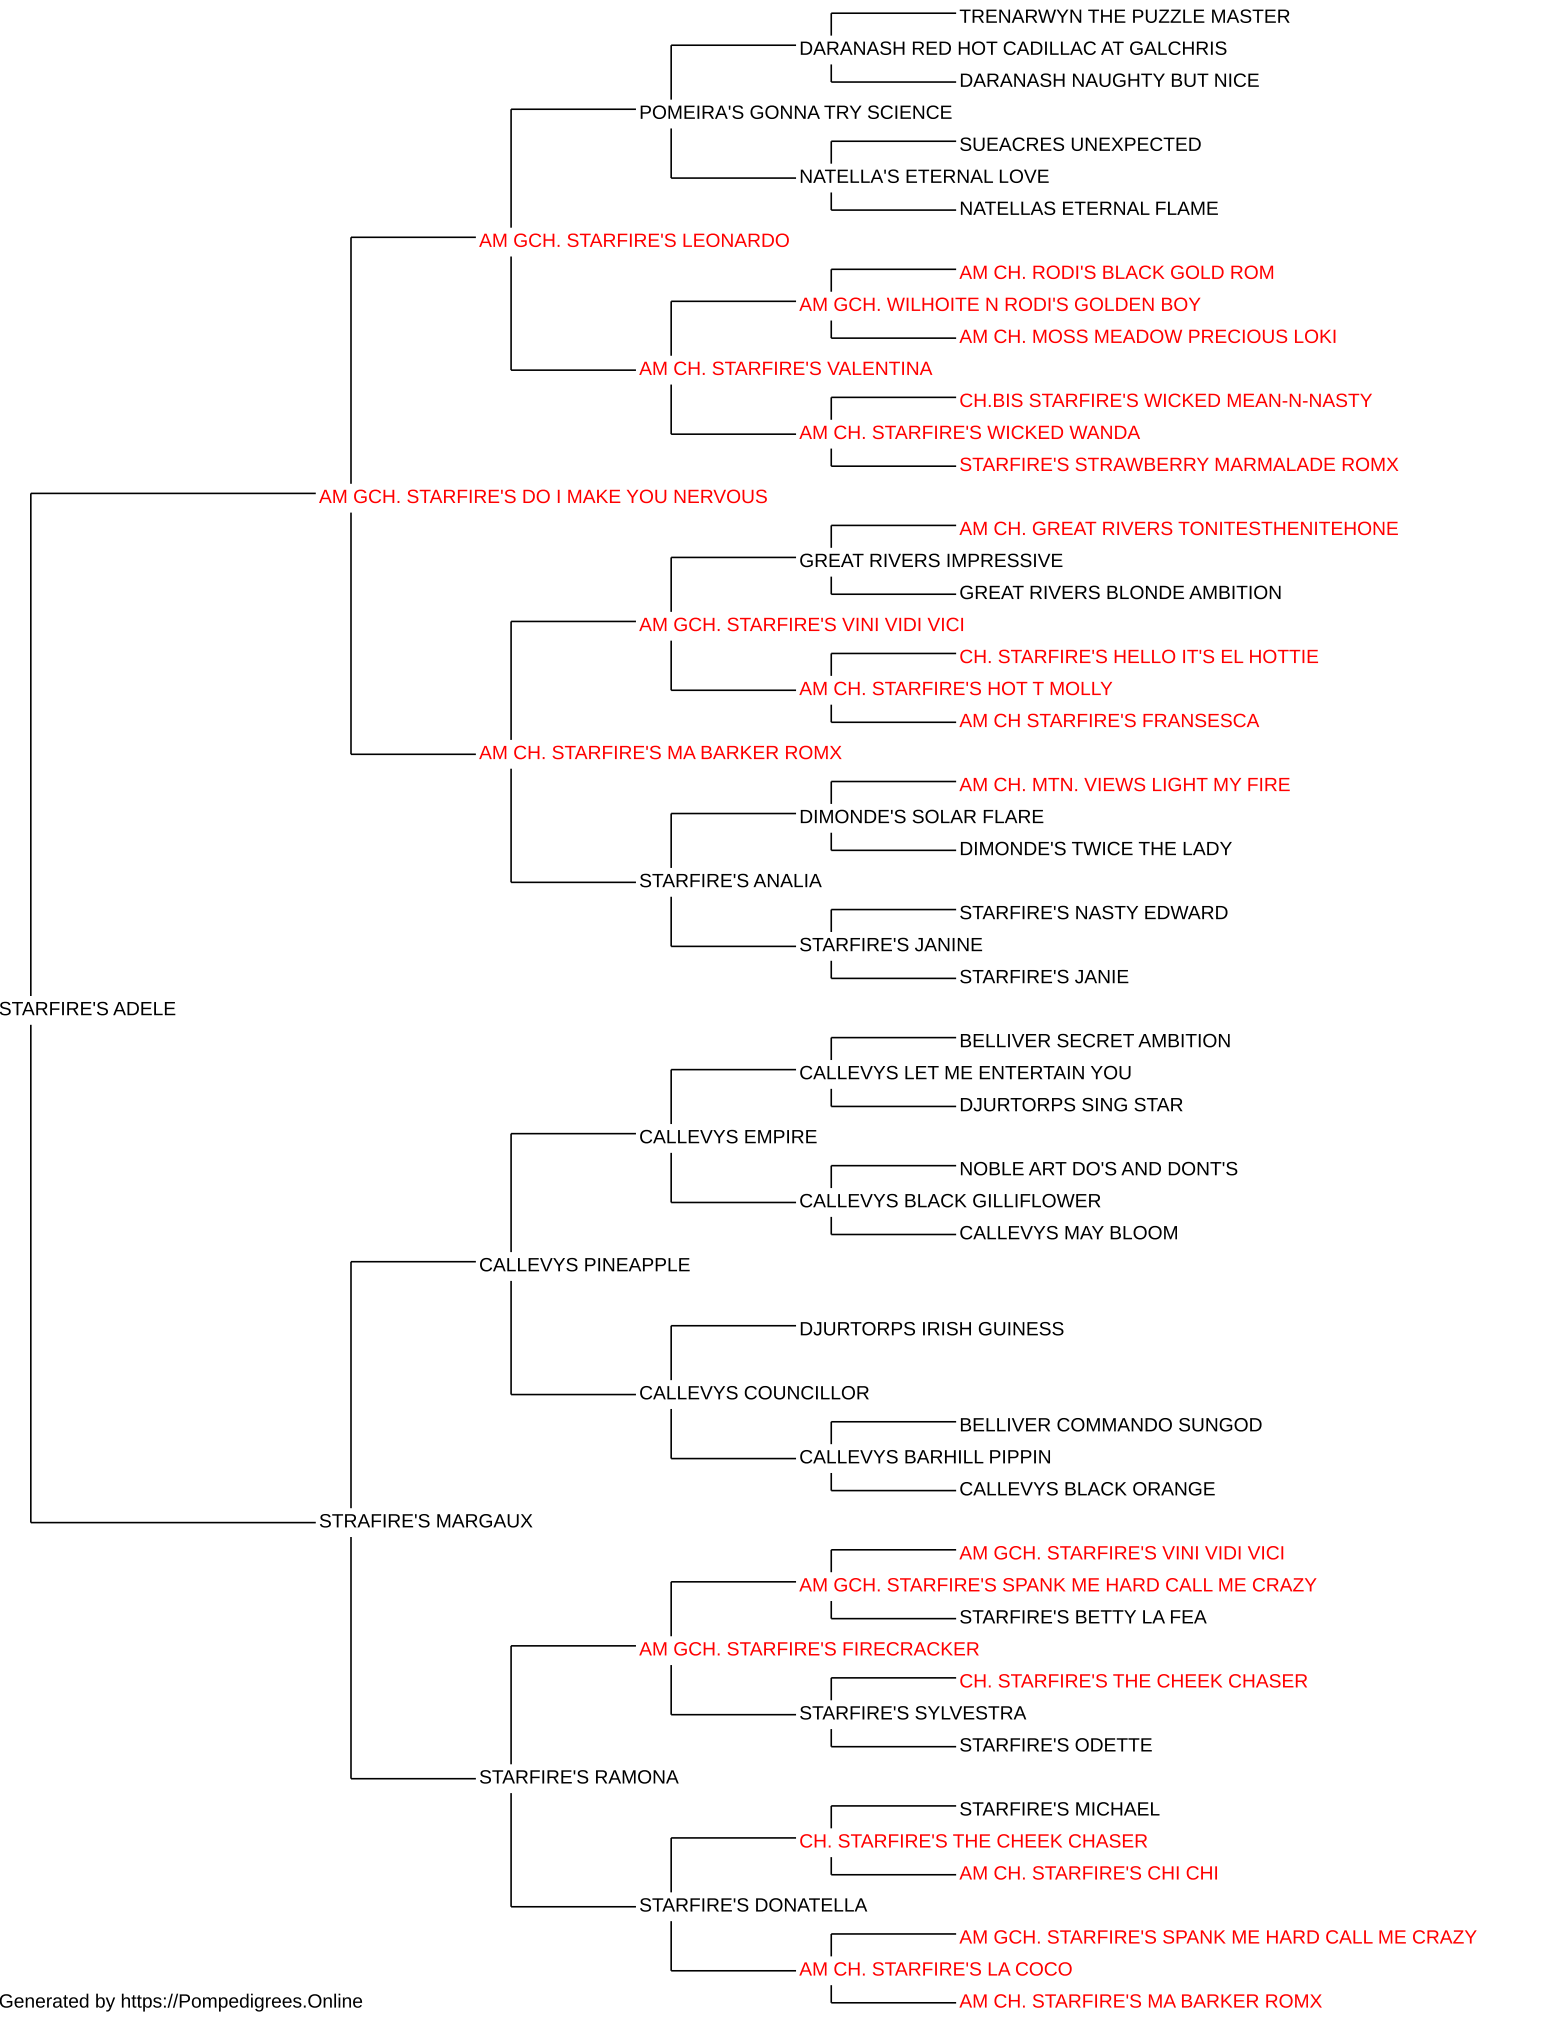 TRENARWYN THE PUZZLE MASTER
DARANASH RED HOT CADILLAC AT GALCHRIS
DARANASH NAUGHTY BUT NICE
POMEIRA'S GONNA TRY SCIENCE
SUEACRES UNEXPECTED
NATELLA'S ETERNAL LOVE
NATELLAS ETERNAL FLAME
AM GCH. STARFIRE'S LEONARDO
AM CH. RODI'S BLACK GOLD ROM
AM GCH. WILHOITE N RODI'S GOLDEN BOY
AM CH. MOSS MEADOW PRECIOUS LOKI
AM CH. STARFIRE'S VALENTINA
CH.BIS STARFIRE'S WICKED MEAN-N-NASTY
AM CH. STARFIRE'S WICKED WANDA
STARFIRE'S STRAWBERRY MARMALADE ROMX
AM GCH. STARFIRE'S DO I MAKE YOU NERVOUS
AM CH. GREAT RIVERS TONITESTHENITEHONE
GREAT RIVERS IMPRESSIVE
GREAT RIVERS BLONDE AMBITION
AM GCH. STARFIRE'S VINI VIDI VICI
CH. STARFIRE'S HELLO IT'S EL HOTTIE
AM CH. STARFIRE'S HOT T MOLLY
AM CH STARFIRE'S FRANSESCA
AM CH. STARFIRE'S MA BARKER ROMX
AM CH. MTN. VIEWS LIGHT MY FIRE
DIMONDE'S SOLAR FLARE
DIMONDE'S TWICE THE LADY
STARFIRE'S ANALIA
STARFIRE'S NASTY EDWARD
STARFIRE'S JANINE
STARFIRE'S JANIE
STARFIRE'S ADELE
BELLIVER SECRET AMBITION
CALLEVYS LET ME ENTERTAIN YOU
DJURTORPS SING STAR
CALLEVYS EMPIRE
NOBLE ART DO'S AND DONT'S
CALLEVYS BLACK GILLIFLOWER
CALLEVYS MAY BLOOM
CALLEVYS PINEAPPLE
DJURTORPS IRISH GUINESS
CALLEVYS COUNCILLOR
BELLIVER COMMANDO SUNGOD
CALLEVYS BARHILL PIPPIN
CALLEVYS BLACK ORANGE
STRAFIRE'S MARGAUX
AM GCH. STARFIRE'S VINI VIDI VICI
AM GCH. STARFIRE'S SPANK ME HARD CALL ME CRAZY
STARFIRE'S BETTY LA FEA
AM GCH. STARFIRE'S FIRECRACKER
CH. STARFIRE'S THE CHEEK CHASER
STARFIRE'S SYLVESTRA
STARFIRE'S ODETTE
STARFIRE'S RAMONA
STARFIRE'S MICHAEL
CH. STARFIRE'S THE CHEEK CHASER
AM CH. STARFIRE'S CHI CHI
STARFIRE'S DONATELLA
AM GCH. STARFIRE'S SPANK ME HARD CALL ME CRAZY
AM CH. STARFIRE'S LA COCO
AM CH. STARFIRE'S MA BARKER ROMX
Generated by https://Pompedigrees.Online